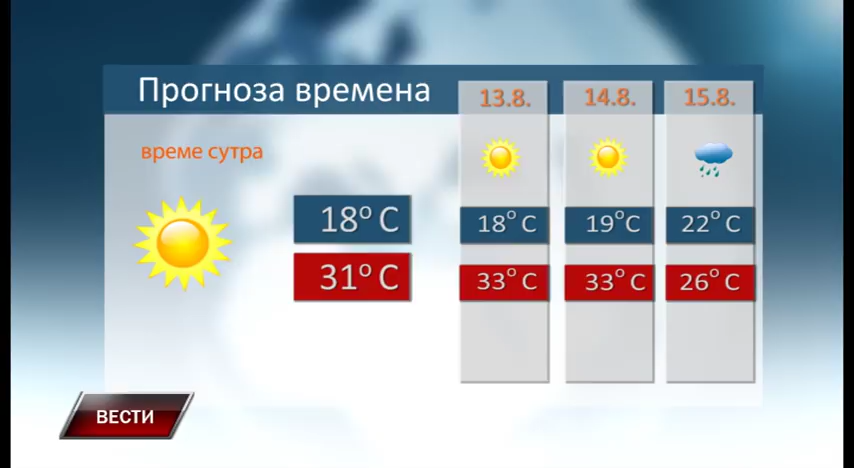 Прогноза времена
13.8.
14.8.
15.8.
време сутра
18° C
31° C
18° C
19°C
22° C
33° C
33° C
26° C
ВЕСТИ